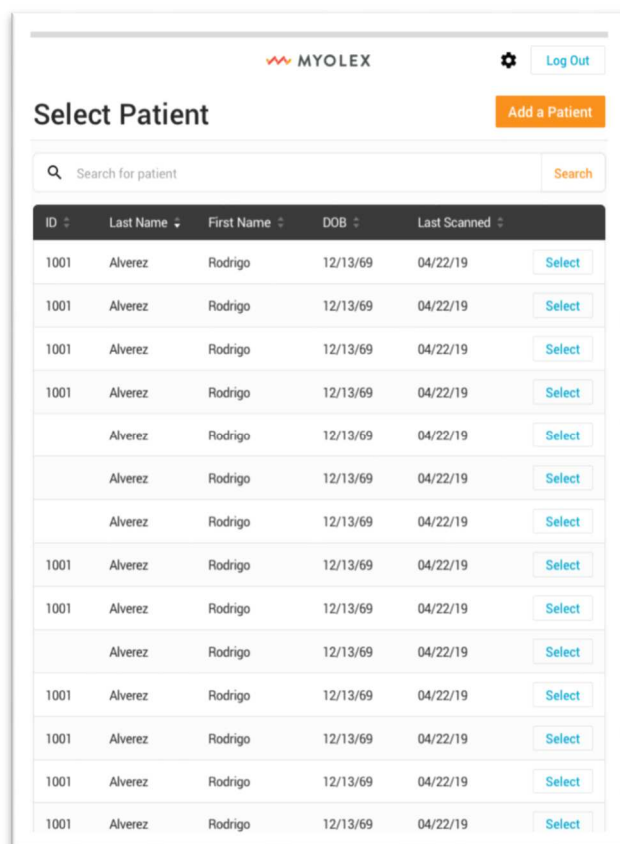 MYOLEX Log Out
Select Patient Add a Patient
Search for patient Search
ID Last Name First Name DOB Last Scanned
1001 Alverez Rodrigo 12/13/69 04/22/19 Select
1001 Alverez Rodrigo 12/13/69 04/22/19 Select
1001 Alverez Rodrigo 12/13/69 04/22/19 Select
1001 Alverez Rodrigo 12/13/69 04/22/19 Select
Alverez Rodrigo 12/13/69 04/22/19 Select
Alverez Rodrigo 12/13/69 04/22/19 Select
Alverez Rodrigo 12/13/69 04/22/19 Select
1001 Alverez Rodrigo 12/13/69 04/22/19 Select
1001 Alverez Rodrigo 12/13/69 04/22/19 Select
Alverez Rodrigo 12/13/69 04/22/19 Select
1001 Alverez Rodrigo 12/13/69 04/22/19 Select
1001 Alverez Rodrigo 12/13/69 04/22/19 Select
1001 Alverez Rodrigo 12/13/69 04/22/19 Select
1001 Alverez Rodrigo 12/13/69 04/22/19 Select